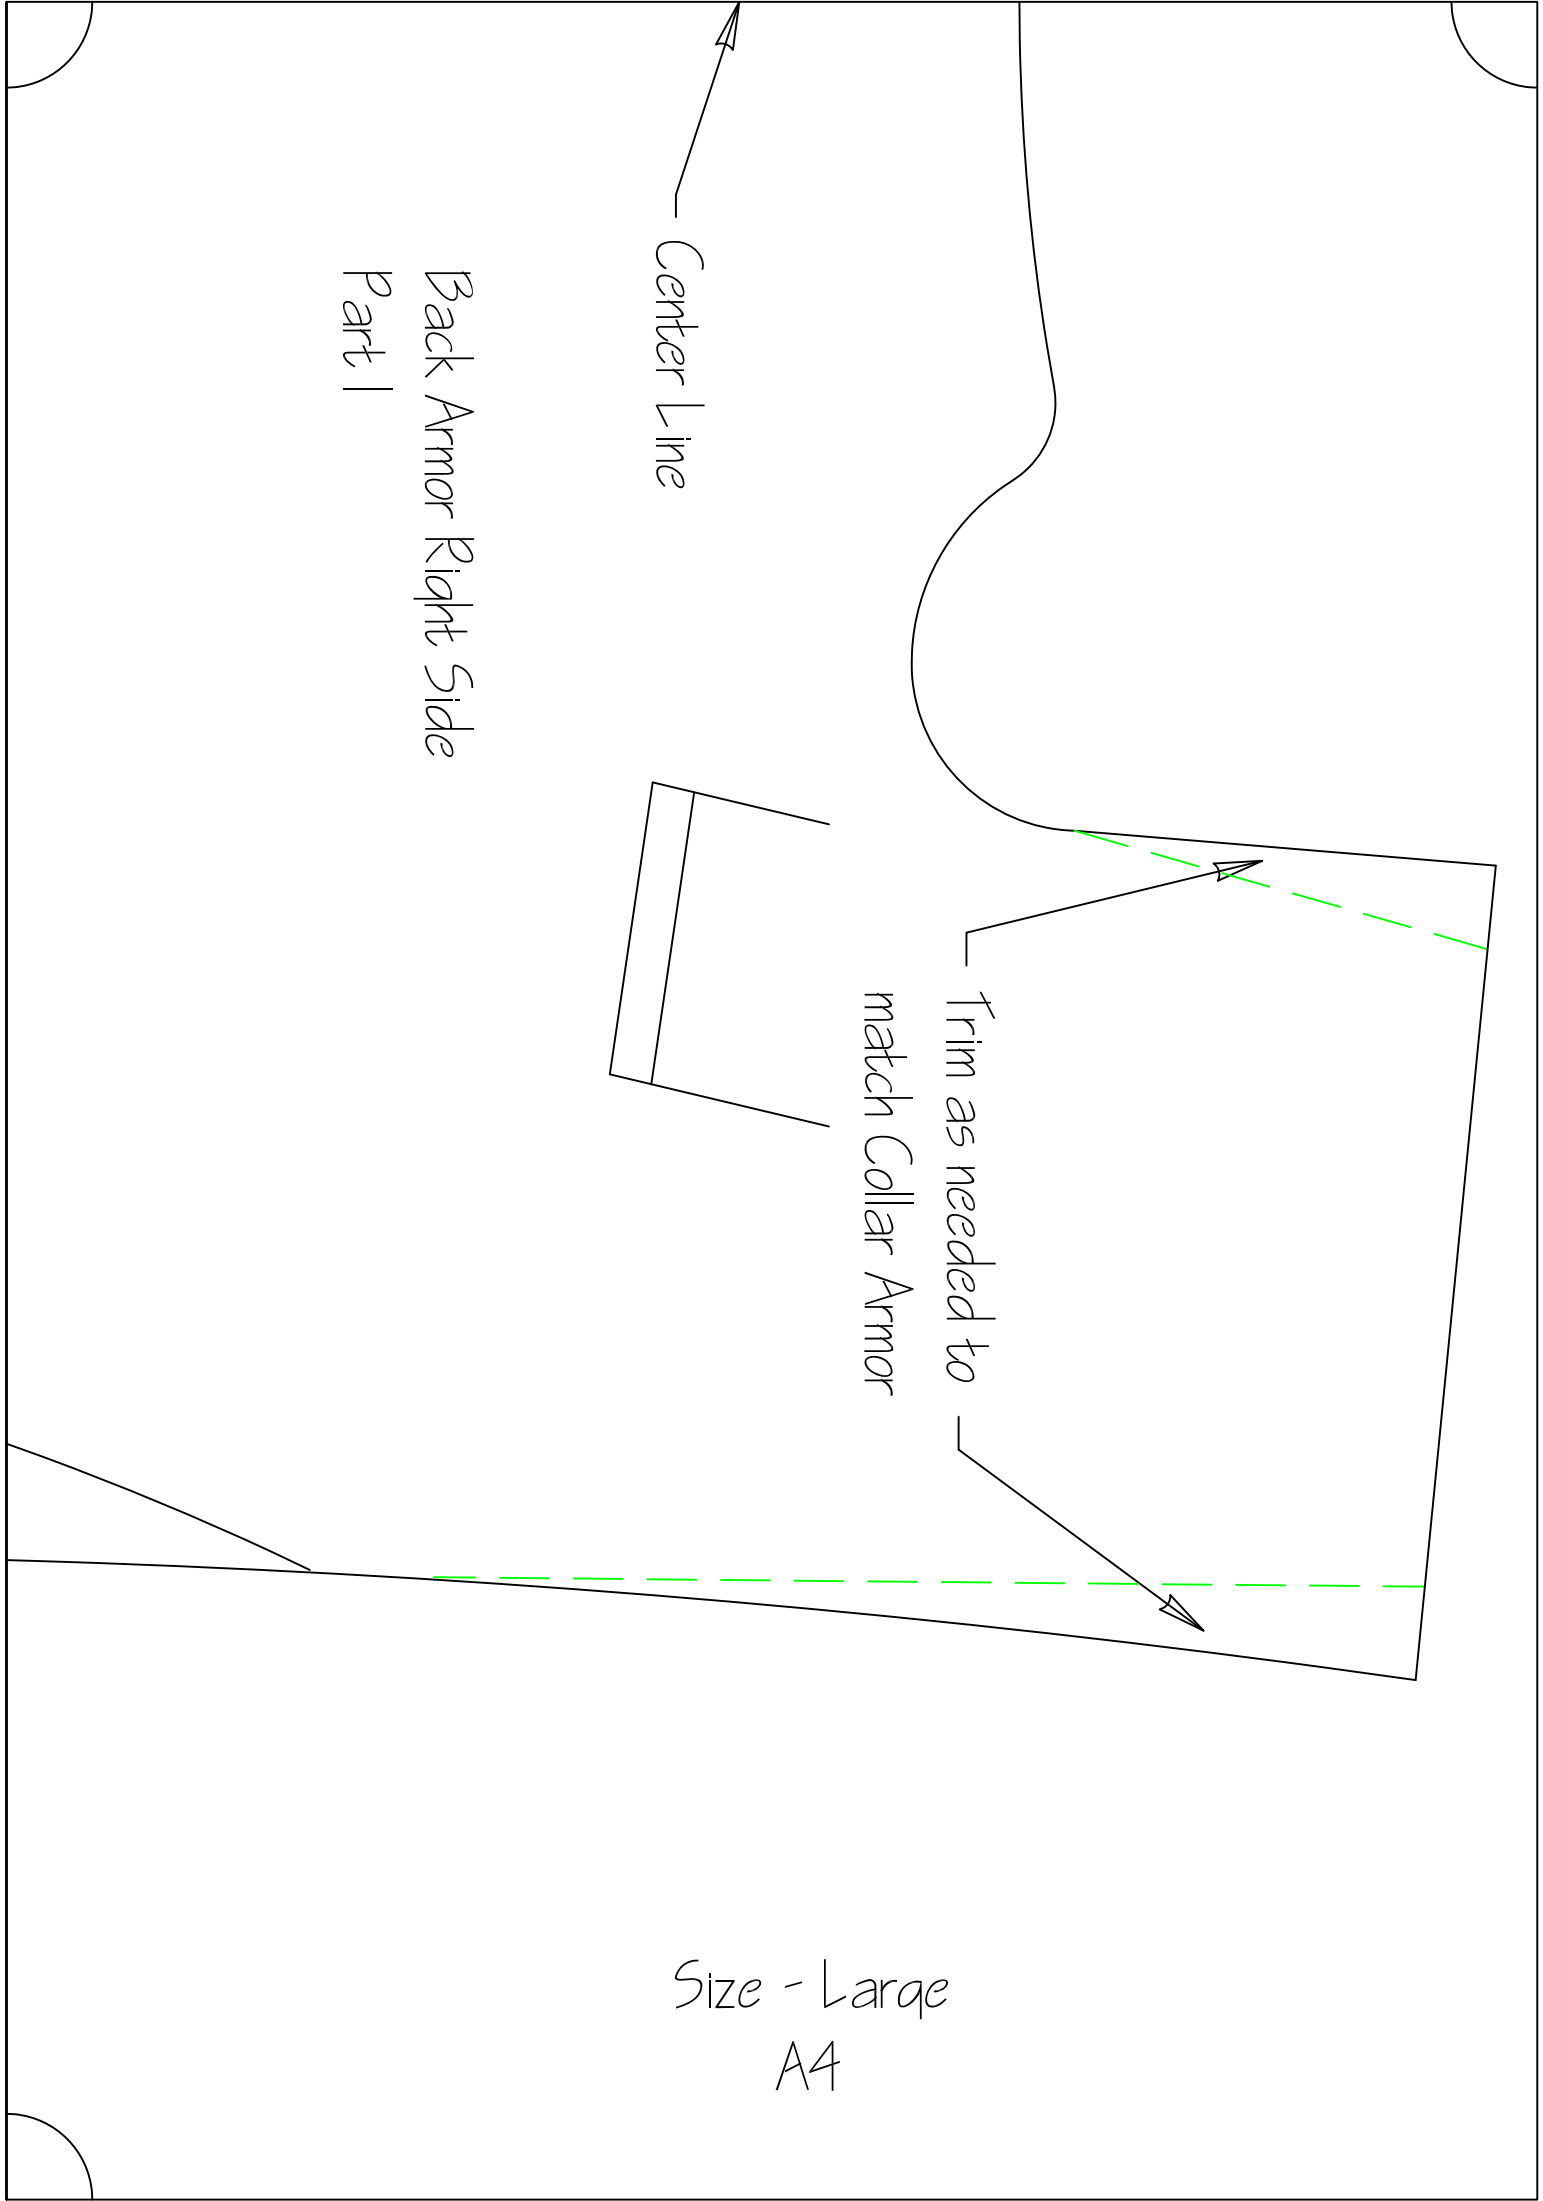 Center Line
Back Armor Right Side
Part 1
Trim as needed to
match Collar Armor
Size - Large
A4